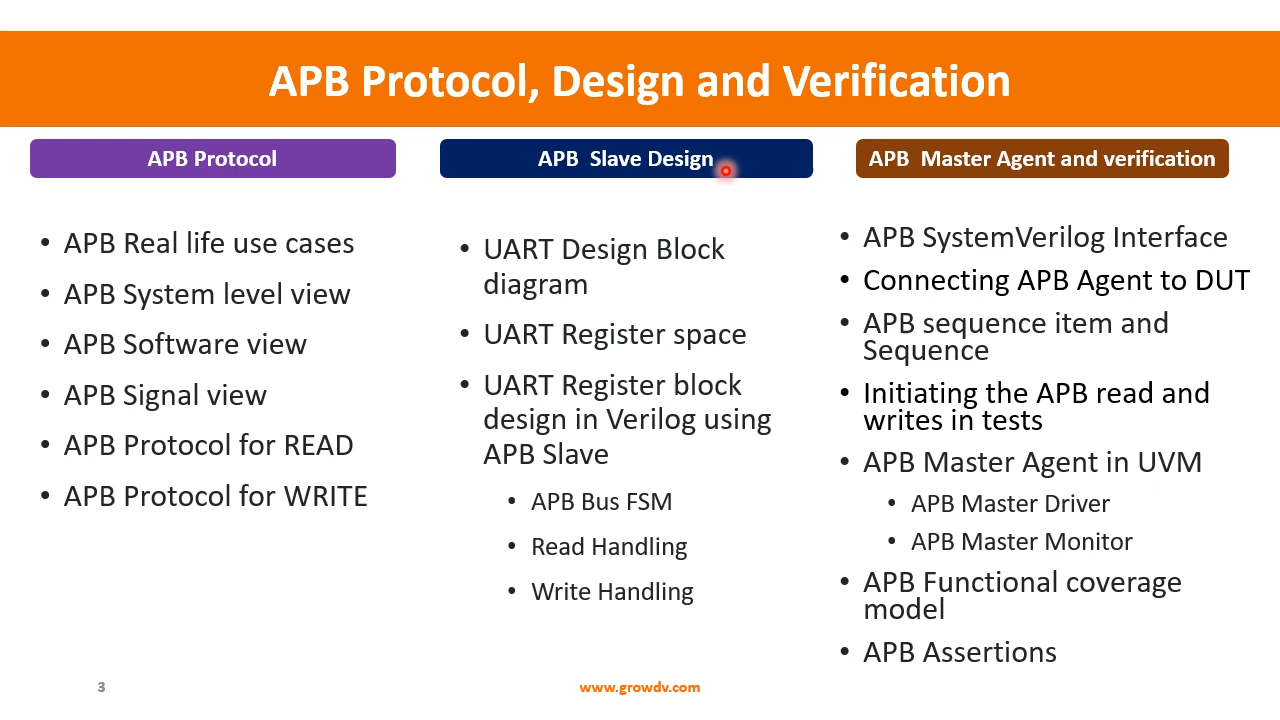 APB Protocol, Design and Verification
APB Protocol
• APB Real life use cases
• APB System level view
• APB Software view
• APB Signal view
• APB Protocol for READ
• APB Protocol for WRITE
APB Slave Design
• UART Design Block
diagram
• UART Register space
• UART Register block
design in Verilog using
APB Slave
• APB Bus FSM
• Read Handling
• Write Handling
APB Master Agent and verification
• APB SystemVerilog Interface
• Connecting APB Agent to DUT
• APB sequence item and
Sequence
• Initiating the APB read and
writes in tests
• APB Master Agent in UVM
• APB Master Driver
• APB Master Monitor
• APB Functional coverage
model
• APB Assertions
3
www.growdv.com